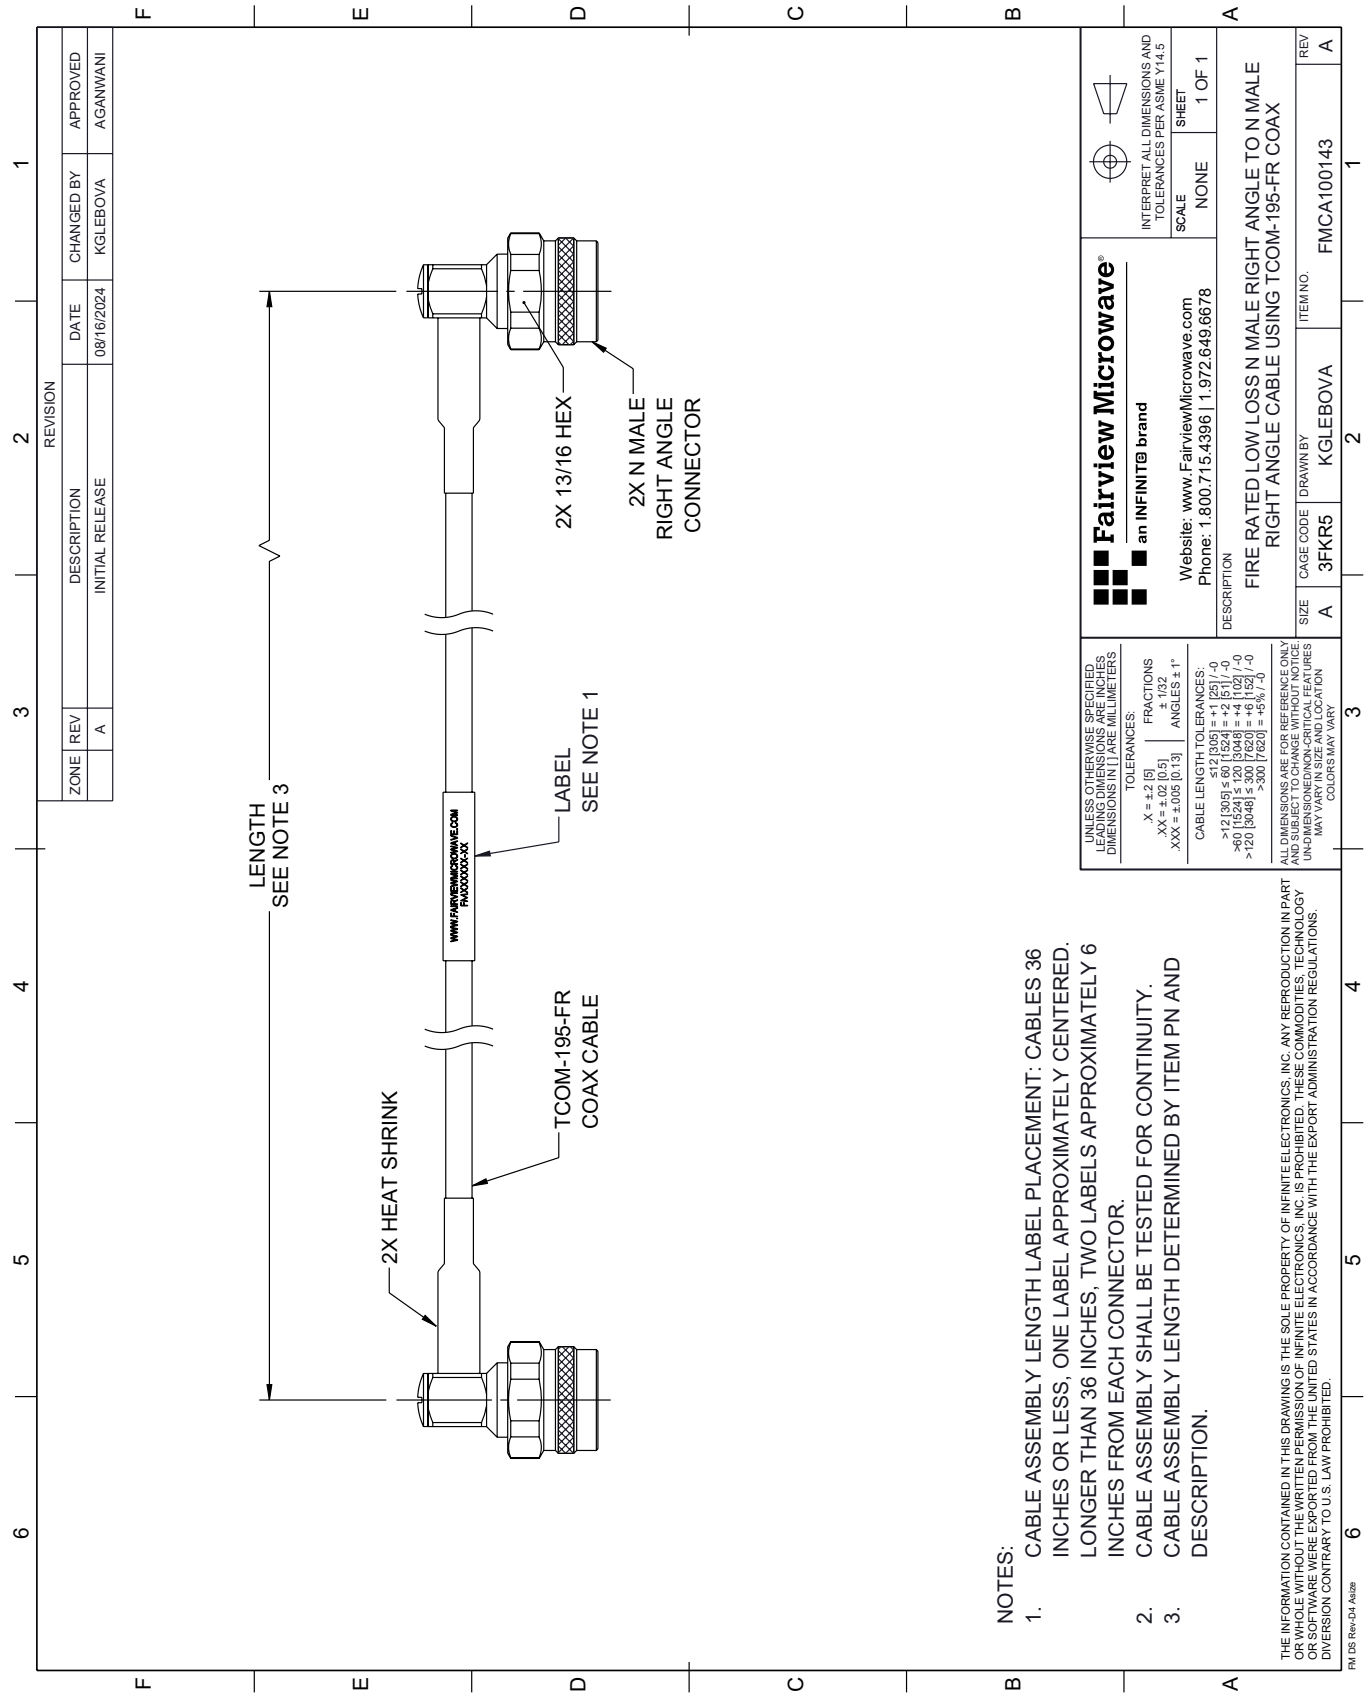 6
5
4
3
2
1
F
E
D
C
B
A
REVISION
ZONE
REV
DESCRIPTION
DATE
CHANGED BY
APPROVED
A
INITIAL RELEASE
08/16/2024
KGLEBOVA
AGANWANI
LENGTH
SEE NOTE 3
2X HEAT SHRINK
WWW.FAIRVIEWMICROWAVE.COM
FMXXXXXX-XX
TCOM-195-FR
COAX CABLE
LABEL
SEE NOTE 1
2X 13/16 HEX
2X N MALE
RIGHT ANGLE
CONNECTOR
NOTES:
1. CABLE ASSEMBLY LENGTH LABEL PLACEMENT: CABLES 36
INCHES OR LESS, ONE LABEL APPROXIMATELY CENTERED.
LONGER THAN 36 INCHES, TWO LABELS APPROXIMATELY 6
INCHES FROM EACH CONNECTOR.
2. CABLE ASSEMBLY SHALL BE TESTED FOR CONTINUITY.
3. CABLE ASSEMBLY LENGTH DETERMINED BY ITEM PN AND
DESCRIPTION.
THE INFORMATION CONTAINED IN THIS DRAWING IS THE SOLE PROPERTY OF INFINITE ELECTRONICS, INC. ANY REPRODUCTION IN PART
OR WHOLE WITHOUT THE WRITTEN PERMISSION OF INFINITE ELECTRONICS, INC. IS PROHIBITED. THESE COMMODITIES, TECHNOLOGY
OR SOFTWARE WERE EXPORTED FROM THE UNITED STATES IN ACCORDANCE WITH THE EXPORT ADMINISTRATION REGULATIONS.
DIVERSION CONTRARY TO U.S. LAW PROHIBITED.
UNLESS OTHERWISE SPECIFIED
LEADING DIMENSIONS ARE INCHES
DIMENSIONS IN [ ] ARE MILLIMETERS
TOLERANCES:
.X = ±.2 [5]
.XX = ±.02 [0.5]
.XXX = ±.005 [0.13]
FRACTIONS
± 1/32
ANGLES ± 1°
CABLE LENGTH TOLERANCES:
≤12 [305] = +1 [25] / -0
>12 [305] ≤ 60 [1524] = +2 [51] / -0
>60 [1524] ≤ 120 [3048] = +4 [102] / -0
>120 [3048] ≤ 300 [7620] = +6 [152] / -0
>300 [7620] = +5% / -0
ALL DIMENSIONS ARE FOR REFERENCE ONLY
AND SUBJECT TO CHANGE WITHOUT NOTICE.
UN-DIMENSIONED/NON-CRITICAL FEATURES
MAY VARY IN SIZE AND LOCATION
COLORS MAY VARY
Fairview Microwave®
an INFINIT℮ brand
Website: www.FairviewMicrowave.com
Phone: 1.800.715.4396 | 1.972.649.6678
INTERPRET ALL DIMENSIONS AND
TOLERANCES PER ASME Y14.5
SCALE
NONE
SHEET
1 OF 1
DESCRIPTION
FIRE RATED LOW LOSS N MALE RIGHT ANGLE TO N MALE
RIGHT ANGLE CABLE USING TCOM-195-FR COAX
SIZE
A
CAGE CODE
3FKR5
DRAWN BY
KGLEBOVA
ITEM NO.
FMCA100143
REV
A
6
5
4
3
2
1
F
E
D
C
B
A
FM DS Rev-D4 Asize